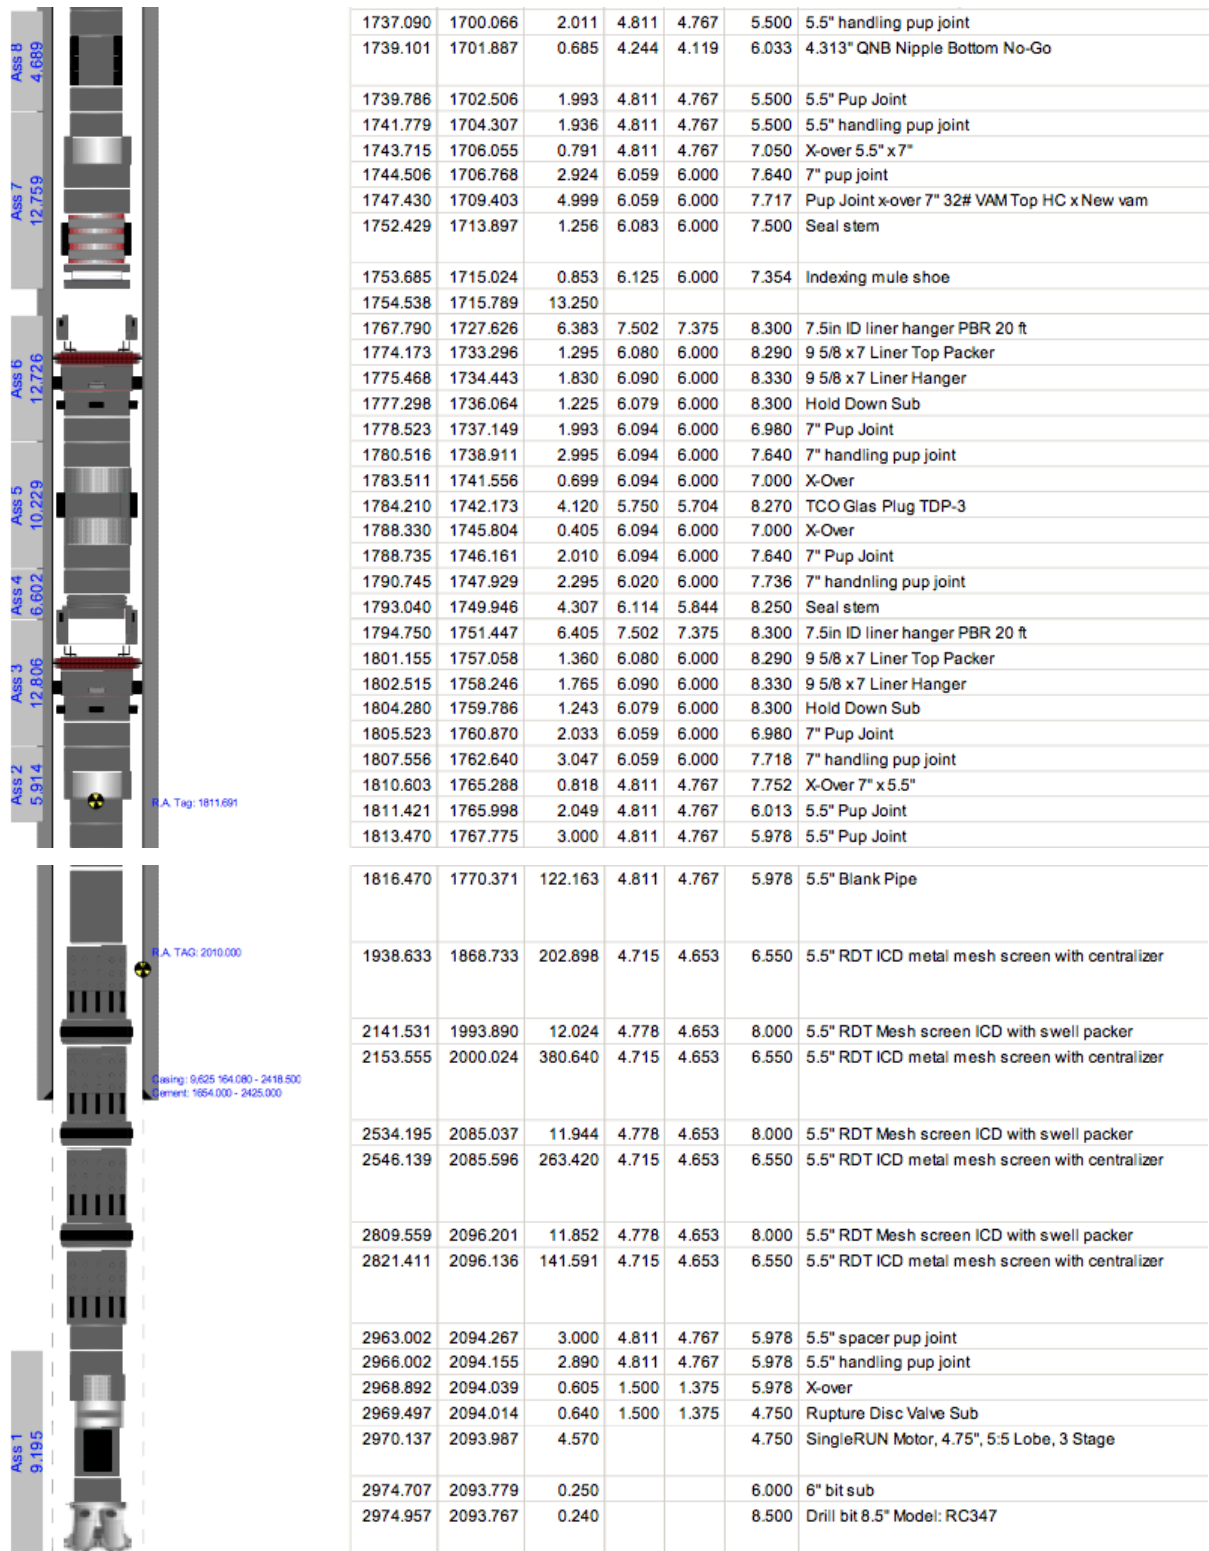 1737.090 1700.066 2.011 4.811 4.767 5.500 5.5" handling pup joint
1739.101 1701.887 0.685 4.244 4.119 6.033 4.313" QNB Nipple Bottom No-Go
Ass 8
4.689
1739.786 1702.506 1.993 4.811 4.767 5.500 5.5" Pup Joint
1741.779 1704.307 1.936 4.811 4.767 5.500 5.5" handling pup joint
1743.715 1706.055 0.791 4.811 4.767 7.050 X-over 5.5" x 7"
1744.506 1706.768 2.924 6.059 6.000 7.640 7" pup joint
1747.430 1709.403 4.999 6.059 6.000 7.717 Pup Joint x-over 7" 32# VAM Top HC x New vam
1752.429 1713.897 1.256 6.083 6.000 7.500 Seal stem
Ass 7
12.759
1753.685 1715.024 0.853 6.125 6.000 7.354 Indexing mule shoe
1754.538 1715.789 13.250
1767.790 1727.626 6.383 7.502 7.375 8.300 7.5in ID liner hanger PBR 20 ft
1774.173 1733.296 1.295 6.080 6.000 8.290 9 5/8 x 7 Liner Top Packer
1775.468 1734.443 1.830 6.090 6.000 8.330 9 5/8 x 7 Liner Hanger
1777.298 1736.064 1.225 6.079 6.000 8.300 Hold Down Sub
1778.523 1737.149 1.993 6.094 6.000 6.980 7" Pup Joint
Ass 6
12.726
1780.516 1738.911 2.995 6.094 6.000 7.640 7" handling pup joint
1783.511 1741.556 0.699 6.094 6.000 7.000 X-Over
1784.210 1742.173 4.120 5.750 5.704 8.270 TCO Glas Plug TDP-3
1788.330 1745.804 0.405 6.094 6.000 7.000 X-Over
1788.735 1746.161 2.010 6.094 6.000 7.640 7" Pup Joint
Ass 5
10.229
1790.745 1747.929 2.295 6.020 6.000 7.736 7" handnling pup joint
1793.040 1749.946 4.307 6.114 5.844 8.250 Seal stem
Ass 4
6.602
1794.750 1751.447 6.405 7.502 7.375 8.300 7.5in ID liner hanger PBR 20 ft
1801.155 1757.058 1.360 6.080 6.000 8.290 9 5/8 x 7 Liner Top Packer
1802.515 1758.246 1.765 6.090 6.000 8.330 9 5/8 x 7 Liner Hanger
1804.280 1759.786 1.243 6.079 6.000 8.300 Hold Down Sub
1805.523 1760.870 2.033 6.059 6.000 6.980 7" Pup Joint
Ass 3
12.806
1807.556 1762.640 3.047 6.059 6.000 7.718 7" handling pup joint
1810.603 1765.288 0.818 4.811 4.767 7.752 X-Over 7" x 5.5"
Ass 2
5.914
R.A. Tag: 1811.691
1811.421 1765.998 2.049 4.811 4.767 6.013 5.5" Pup Joint
1813.470 1767.775 3.000 4.811 4.767 5.978 5.5" Pup Joint
1816.470 1770.371 122.163 4.811 4.767 5.978 5.5" Blank Pipe
R.A. TAG: 2010.000
1938.633 1868.733 202.898 4.715 4.653 6.550 5.5" RDT ICD metal mesh screen with centralizer
2141.531 1993.890 12.024 4.778 4.653 8.000 5.5" RDT Mesh screen ICD with swell packer
2153.555 2000.024 380.640 4.715 4.653 6.550 5.5" RDT ICD metal mesh screen with centralizer
Casing: 9,625 164.080 - 2418.500
Cement: 1654.000 - 2425.000
2534.195 2085.037 11.944 4.778 4.653 8.000 5.5" RDT Mesh screen ICD with swell packer
2546.139 2085.596 263.420 4.715 4.653 6.550 5.5" RDT ICD metal mesh screen with centralizer
2809.559 2096.201 11.852 4.778 4.653 8.000 5.5" RDT Mesh screen ICD with swell packer
2821.411 2096.136 141.591 4.715 4.653 6.550 5.5" RDT ICD metal mesh screen with centralizer
2963.002 2094.267 3.000 4.811 4.767 5.978 5.5" spacer pup joint
2966.002 2094.155 2.890 4.811 4.767 5.978 5.5" handling pup joint
2968.892 2094.039 0.605 1.500 1.375 5.978 X-over
2969.497 2094.014 0.640 1.500 1.375 4.750 Rupture Disc Valve Sub
2970.137 2093.987 4.570 4.750 SingleRUN Motor, 4.75", 5:5 Lobe, 3 Stage
Ass 1
9.195
2974.707 2093.779 0.250 6.000 6" bit sub
2974.957 2093.767 0.240 8.500 Drill bit 8.5" Model: RC347